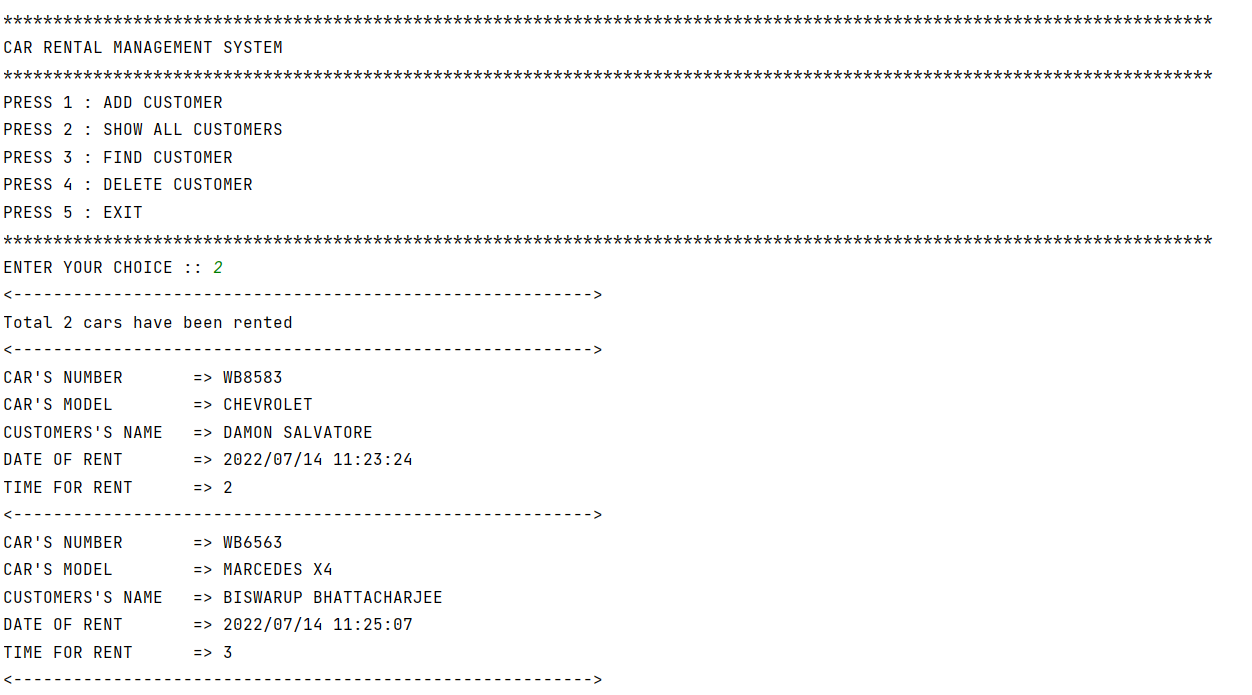 *************************************************************************************************************************
CAR RENTAL MANAGEMENT SYSTEM
*************************************************************************************************************************
PRESS 1 : ADD CUSTOMER
PRESS 2 : SHOW ALL CUSTOMERS
PRESS 3 : FIND CUSTOMER
PRESS 4 : DELETE CUSTOMER
PRESS 5 : EXIT
*************************************************************************************************************************
ENTER YOUR CHOICE :: 2
<---------------------------------------------------------->
Total 2 cars have been rented
<---------------------------------------------------------->
CAR'S NUMBER       => WB8583
CAR'S MODEL        => CHEVROLET
CUSTOMERS'S NAME   => DAMON SALVATORE
DATE OF RENT       => 2022/07/14 11:23:24
TIME FOR RENT      => 2
<---------------------------------------------------------->
CAR'S NUMBER       => WB6563
CAR'S MODEL        => MARCEDES X4
CUSTOMERS'S NAME   => BISWARUP BHATTACHARJEE
DATE OF RENT       => 2022/07/14 11:25:07
TIME FOR RENT      => 3
<---------------------------------------------------------->